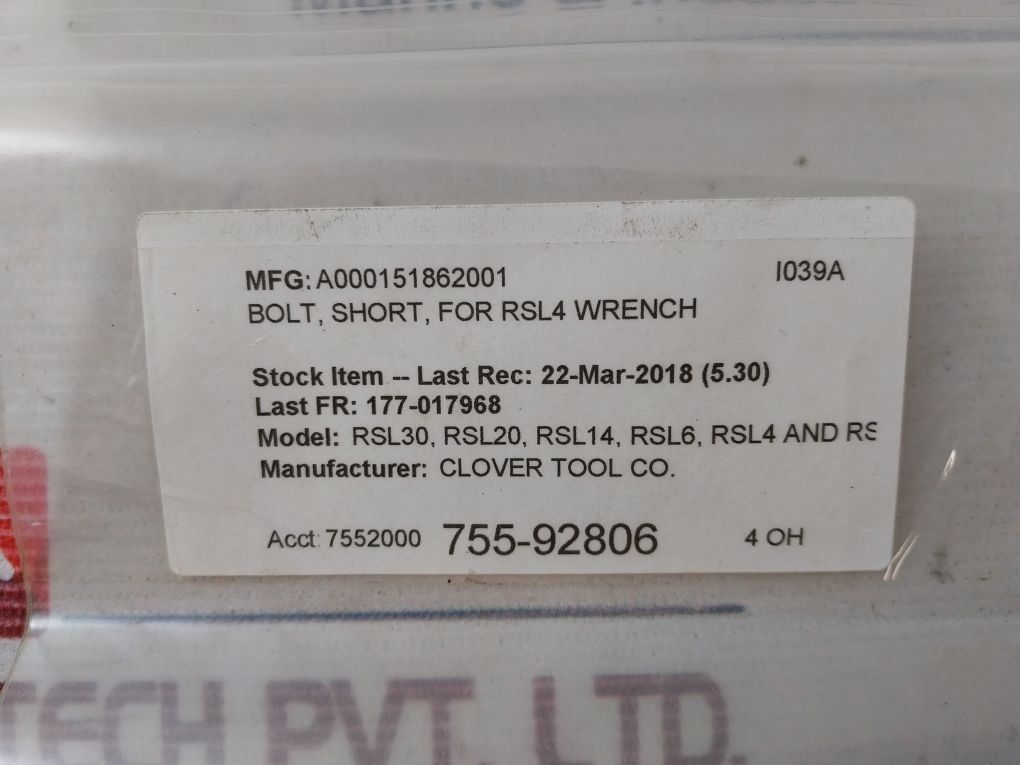 MFG: A000151862001 I039A
BOLT, SHORT, FOR RSL4 WRENCH
Stock Item -- Last Rec: 22-Mar-2018 (5.30)
Last FR: 177-017968
Model: RSL30, RSL20, RSL14, RSL6, RSL4 AND RS
Manufacturer: CLOVER TOOL CO.
Acct: 7552000 755-92806 4 OH
TECH PVT. LTD.